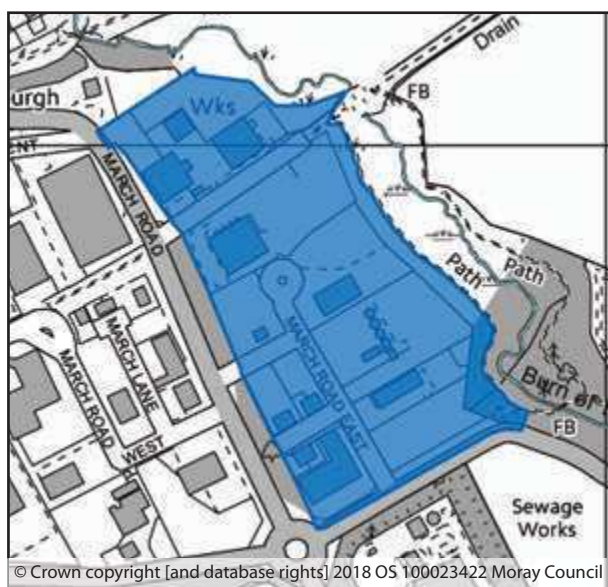 Drain
urgh
Wks
FB
ENT
MARCH ROAD
Path
Path
MARCH LANE
MARCH ROAD
MARCH ROAD EAST
Burn of
WEST
FB
Sewage
Works
© Crown copyright [and database rights] 2018 OS 100023422 Moray Council